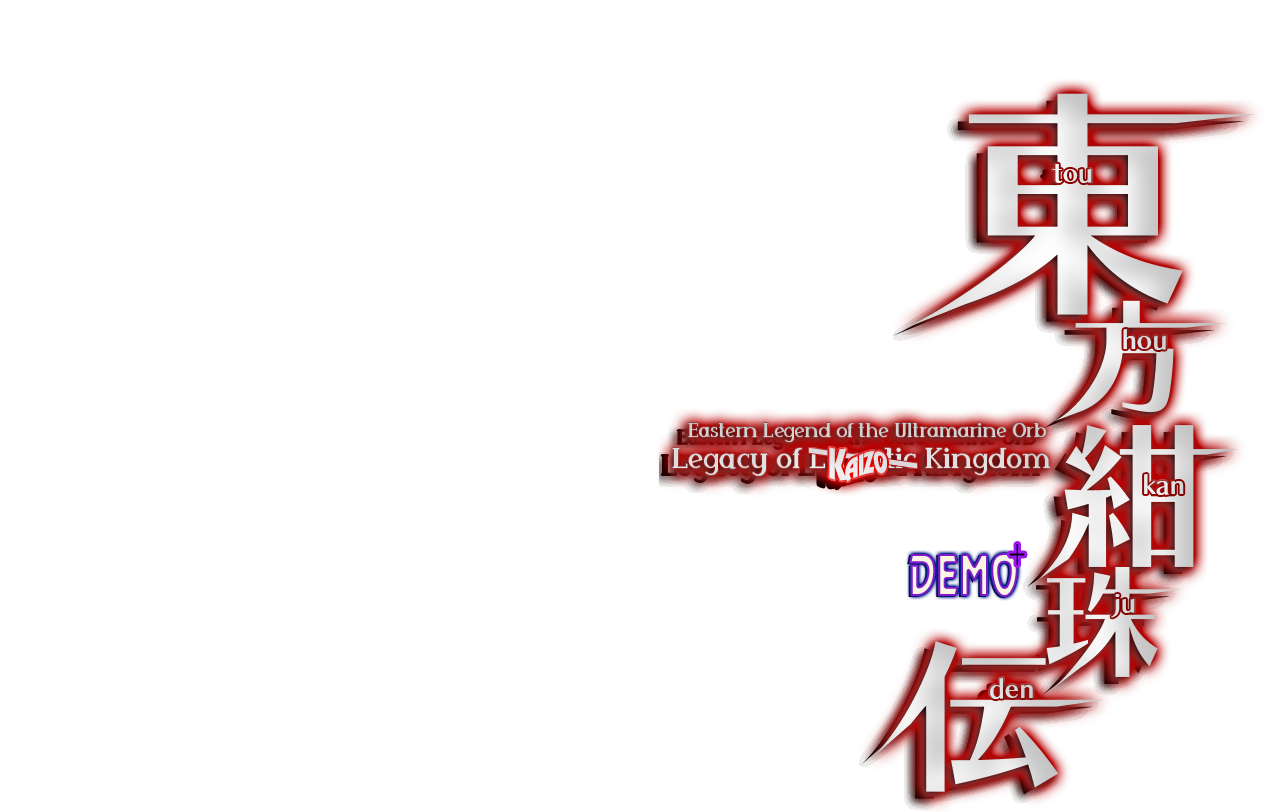 東
tou
方
hou
紺
kan
珠
ju
伝
den
Eastern Legend of the Ultramarine Orb
Legacy of KAIZO Kingdom
DEMO+